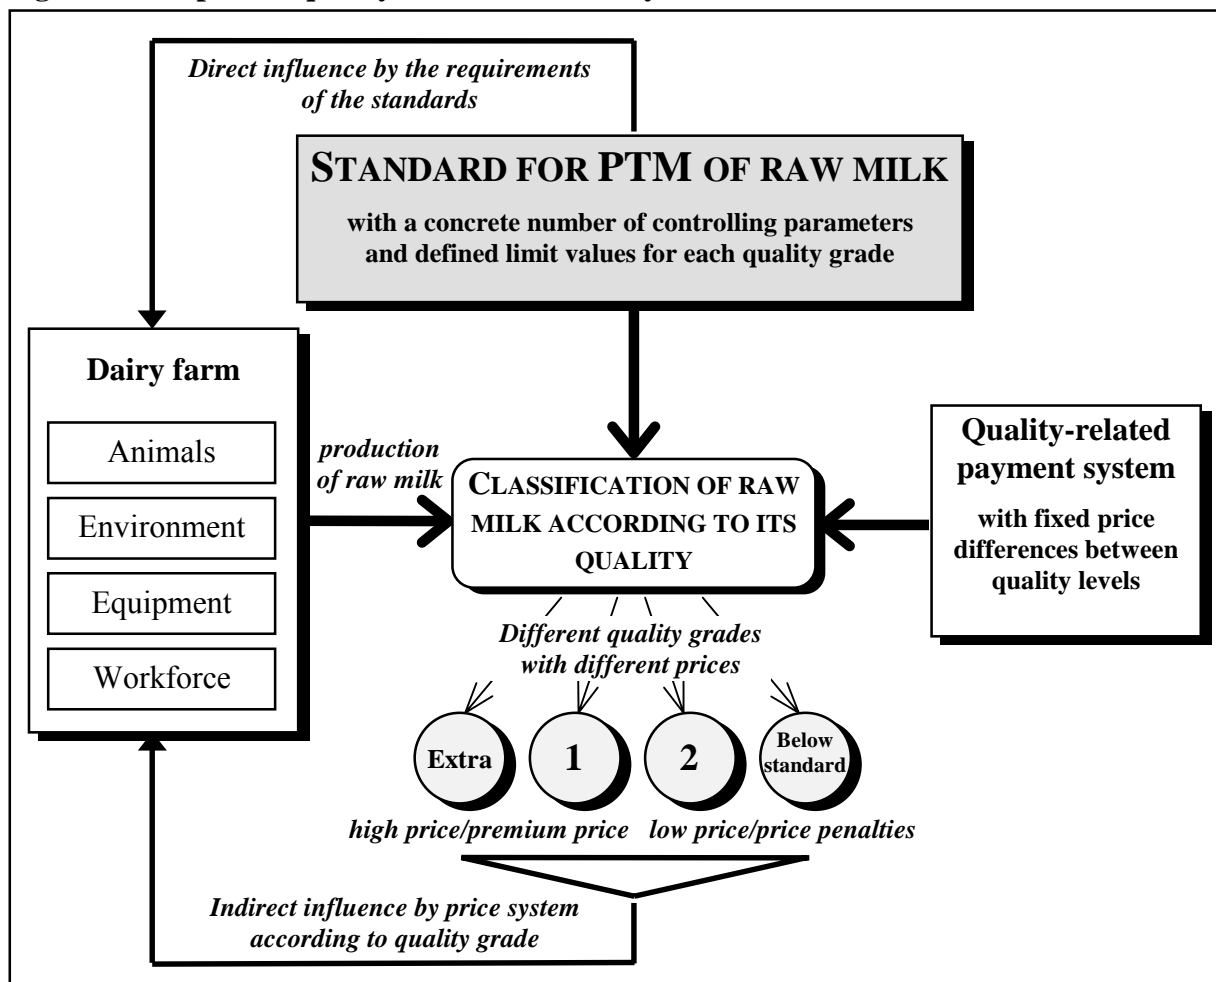 Direct influence by the requirements
of the standards
STANDARD FOR PTM OF RAW MILK
with a concrete number of controlling parameters
and defined limit values for each quality grade
Dairy farm
Animals
Environment
Equipment
Workforce
production
of raw milk
CLASSIFICATION OF RAW
MILK ACCORDING TO ITS
QUALITY
Quality-related
payment system
with fixed price
differences between
quality levels
Different quality grades
with different prices
Extra
1
2
Below
standard
high price/premium price
low price/price penalties
Indirect influence by price system
according to quality grade